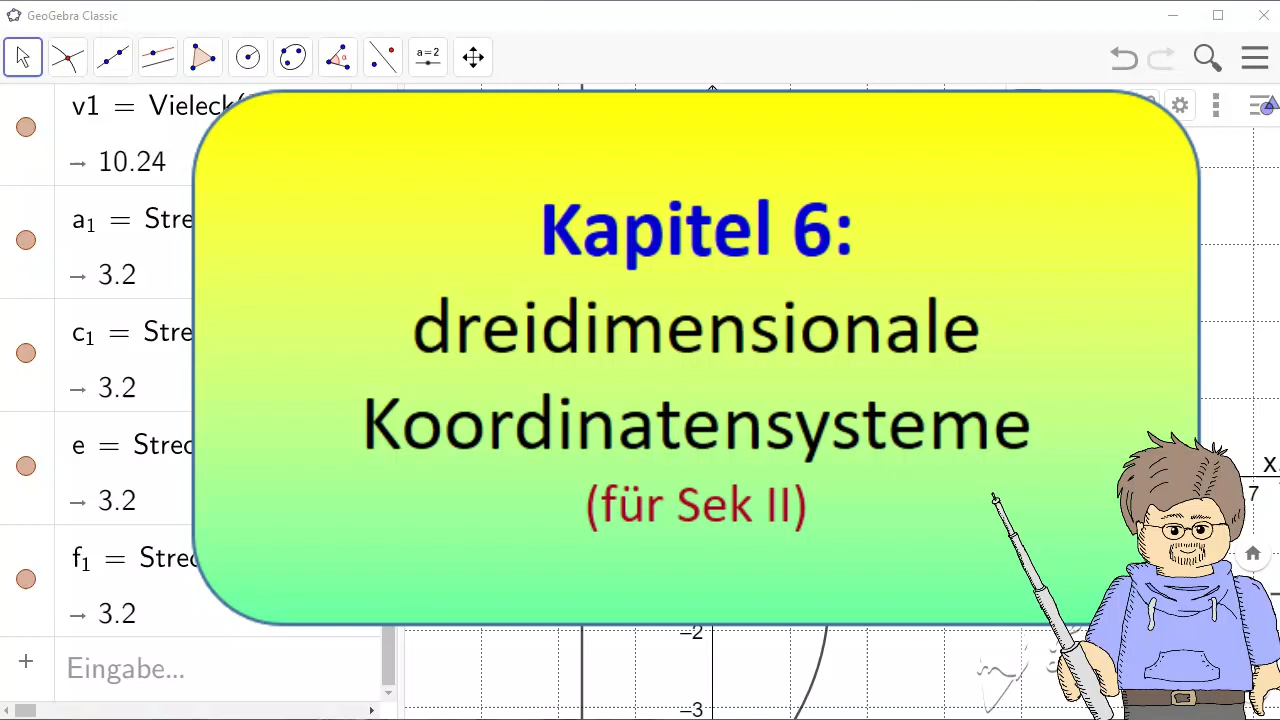 GeoGebra Classic
a=2
v1 = Vieleck(
→ 10.24
a₁ = Stre
→ 3.2
c₁ = Stre
→ 3.2
e = Strec
→ 3.2
f₁ = Strec
→ 3.2
+ Eingabe...
Kapitel 6:
dreidimensionale
Koordinatensysteme
(für Sek II)
x
7
–2
–3